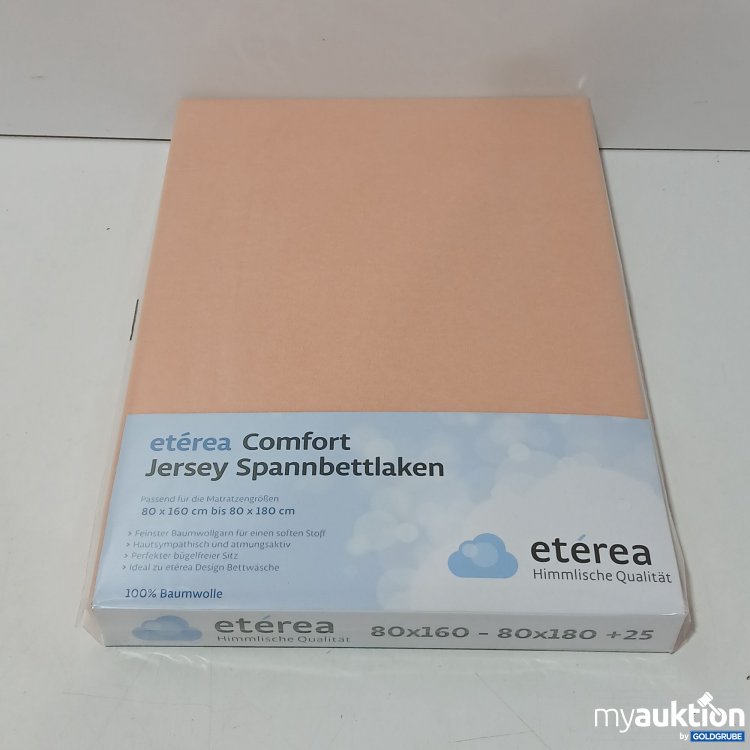 etérea Comfort
Jersey Spannbettlaken
Passend für die Matratzengrößen
80 x 160 cm bis 80 x 180 cm
> Feinster Baumwollgarn für einen soften Stoff
> Hautsympathisch und atmungsaktiv
> Perfekter bügelfreier Sitz
> Ideal zu etérea Design Bettwäsche
100% Baumwolle
etérea
Himmlische Qualität
etérea
Himmlische Qualität
80x160 - 80x180 +25
myauktion
by GOLDGRUBE